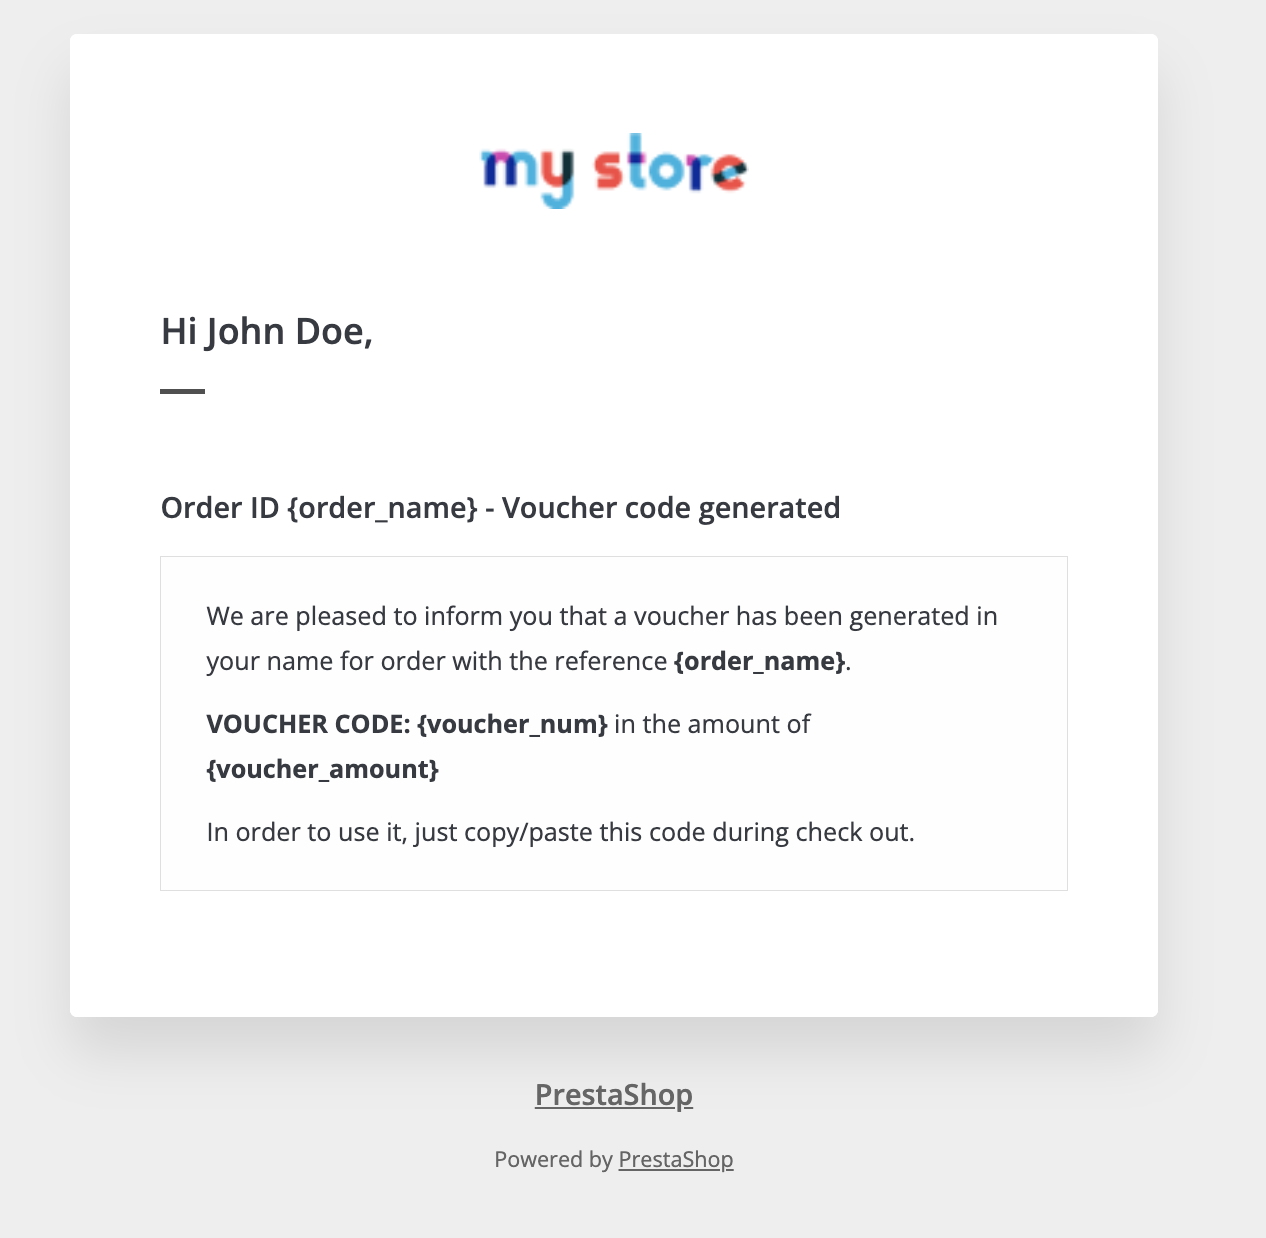 my store
Hi John Doe,
Order ID {order_name} - Voucher code generated
We are pleased to inform you that a voucher has been generated in
your name for order with the reference {order_name}.
VOUCHER CODE: {voucher_num} in the amount of
{voucher_amount}
In order to use it, just copy/paste this code during check out.
PrestaShop
Powered by PrestaShop